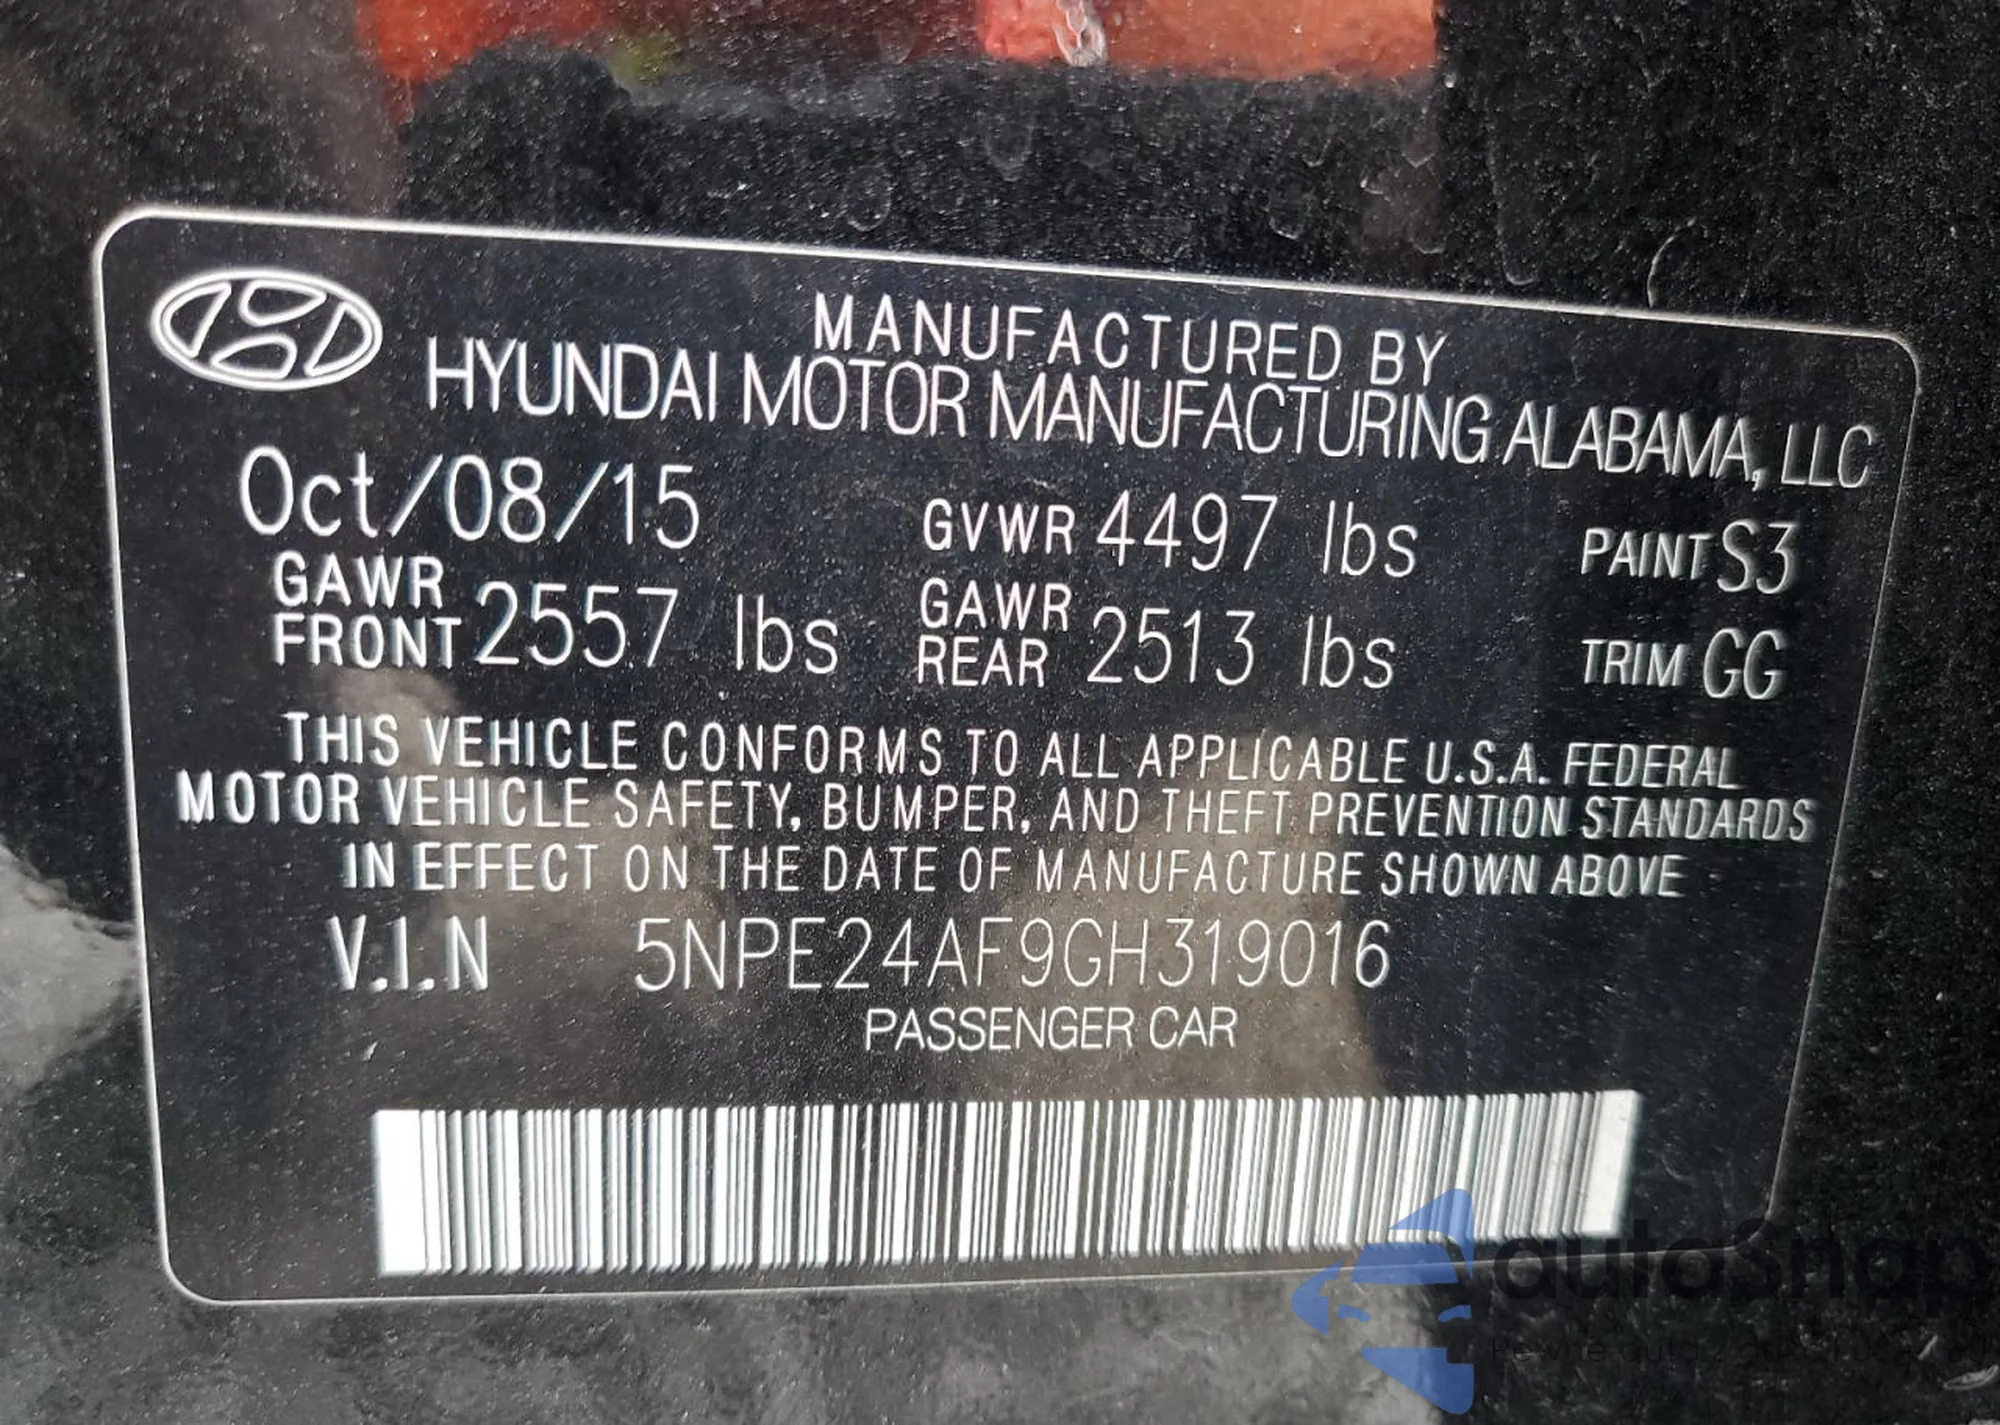 MANUFACTURED BY
HYUNDAI MOTOR MANUFACTURING ALABAMA, LLC
Oct/08/15 GVWR 4497 lbs PAINT S3
GAWR FRONT 2557 lbs GAWR REAR 2513 lbs TRIM GG
THIS VEHICLE CONFORMS TO ALL APPLICABLE U.S.A. FEDERAL
MOTOR VEHICLE SAFETY, BUMPER, AND THEFT PREVENTION STANDARDS
IN EFFECT ON THE DATE OF MANUFACTURE SHOWN ABOVE
V.I.N 5NPE24AF9GH319016
PASSENGER CAR
autoSnap